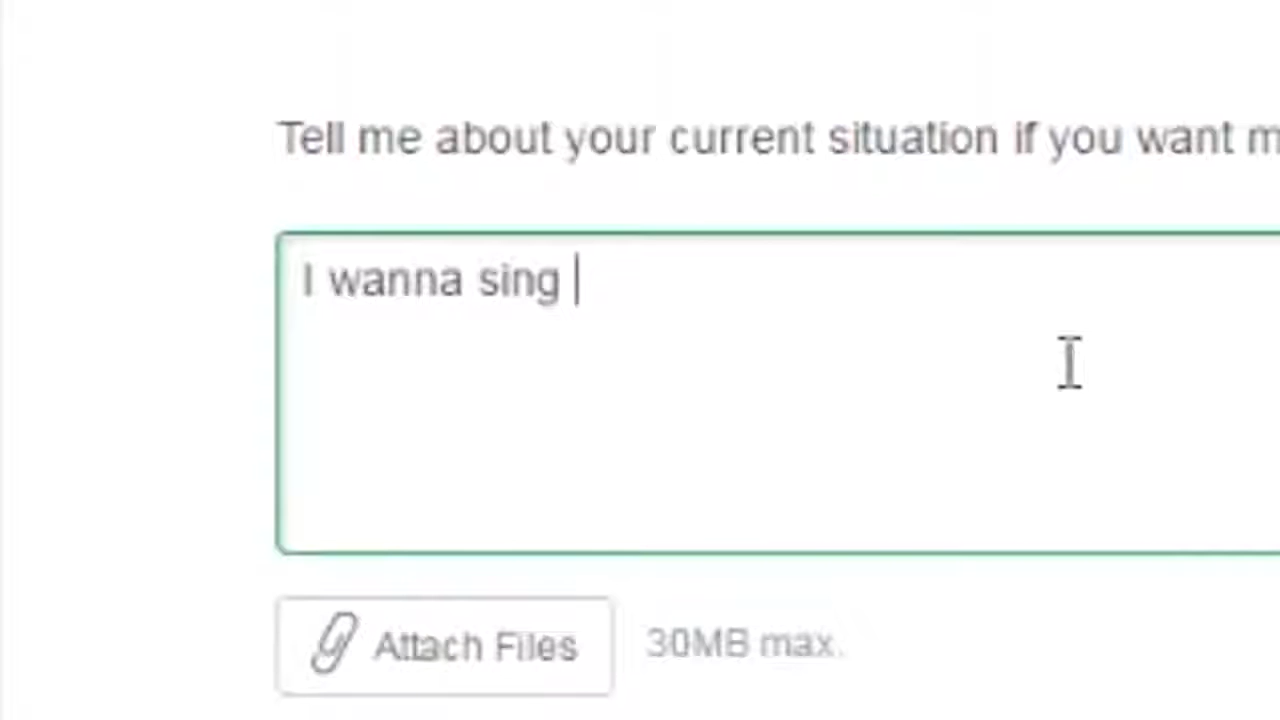 Tell me about your current situation if you want m
I wanna sing
Attach Files
30MB max.